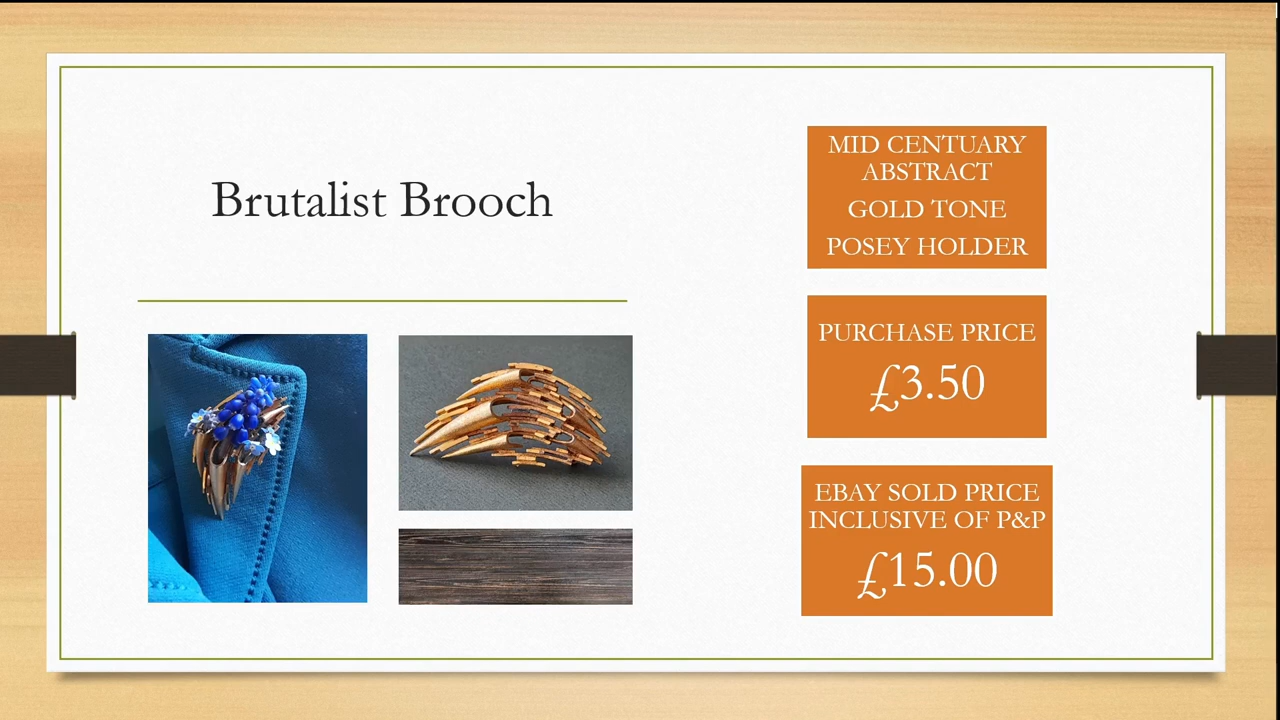 Brutalist Brooch
MID CENTUARY
ABSTRACT
GOLD TONE
POSEY HOLDER
PURCHASE PRICE
£3.50
EBAY SOLD PRICE
INCLUSIVE OF P&P
£15.00